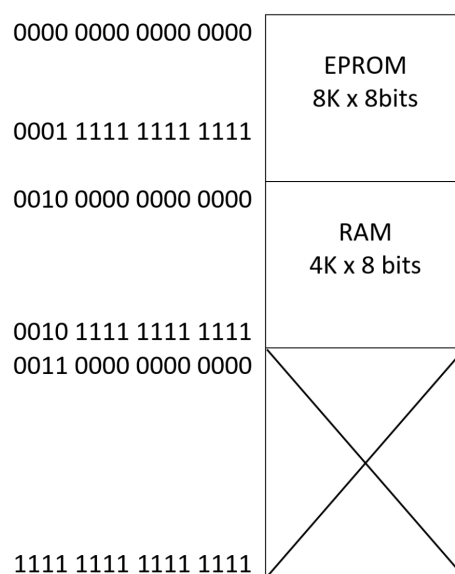 0000 0000 0000 0000
EPROM
8K x 8bits
0001 1111 1111 1111
0010 0000 0000 0000
RAM
4K x 8 bits
0010 1111 1111 1111
0011 0000 0000 0000
1111 1111 1111 1111